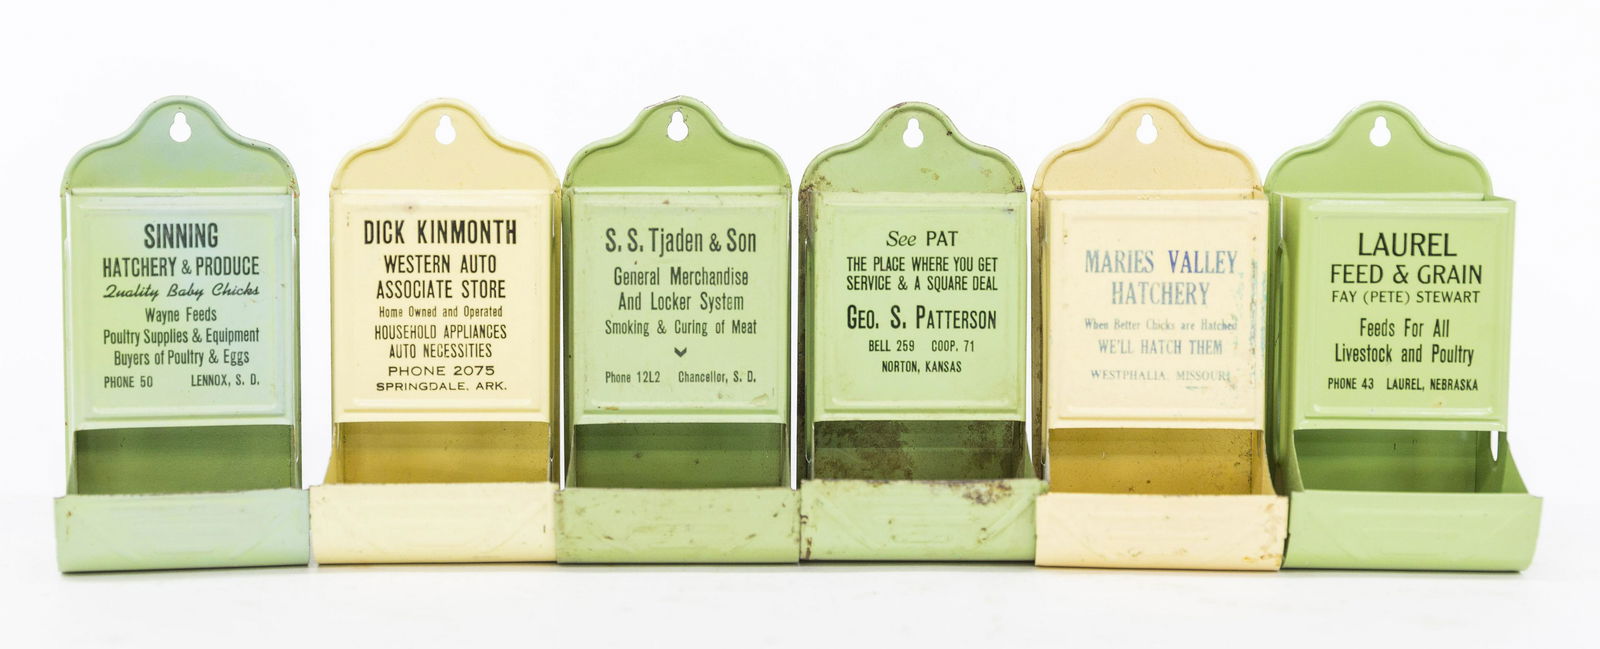 SINNING
HATCHERY & PRODUCE
Quality Baby Chicks
Wayne Feeds
Poultry Supplies & Equipment
Buyers of Poultry & Eggs
PHONE 50 LENNOX, S. D.
DICK KINMONTH
WESTERN AUTO
ASSOCIATE STORE
Home Owned and Operated
HOUSEHOLD APPLIANCES
AUTO NECESSITIES
PHONE 2075
SPRINGDALE, ARK.
S. S. Tjaden & Son
General Merchandise
And Locker System
Smoking & Curing of Meat
Phone 12L2 Chancellor, S. D.
See PAT
THE PLACE WHERE YOU GET
SERVICE & A SQUARE DEAL
GEO. S. PATTERSON
BELL 259 COOP. 71
NORTON, KANSAS
MARIES VALLEY
HATCHERY
When Better Chicks are Hatched
WE'LL HATCH THEM
WESTPHALIA, MISSOURI
LAUREL
FEED & GRAIN
FAY (PETE) STEWART
Feeds For All
Livestock and Poultry
PHONE 43 LAUREL, NEBRASKA